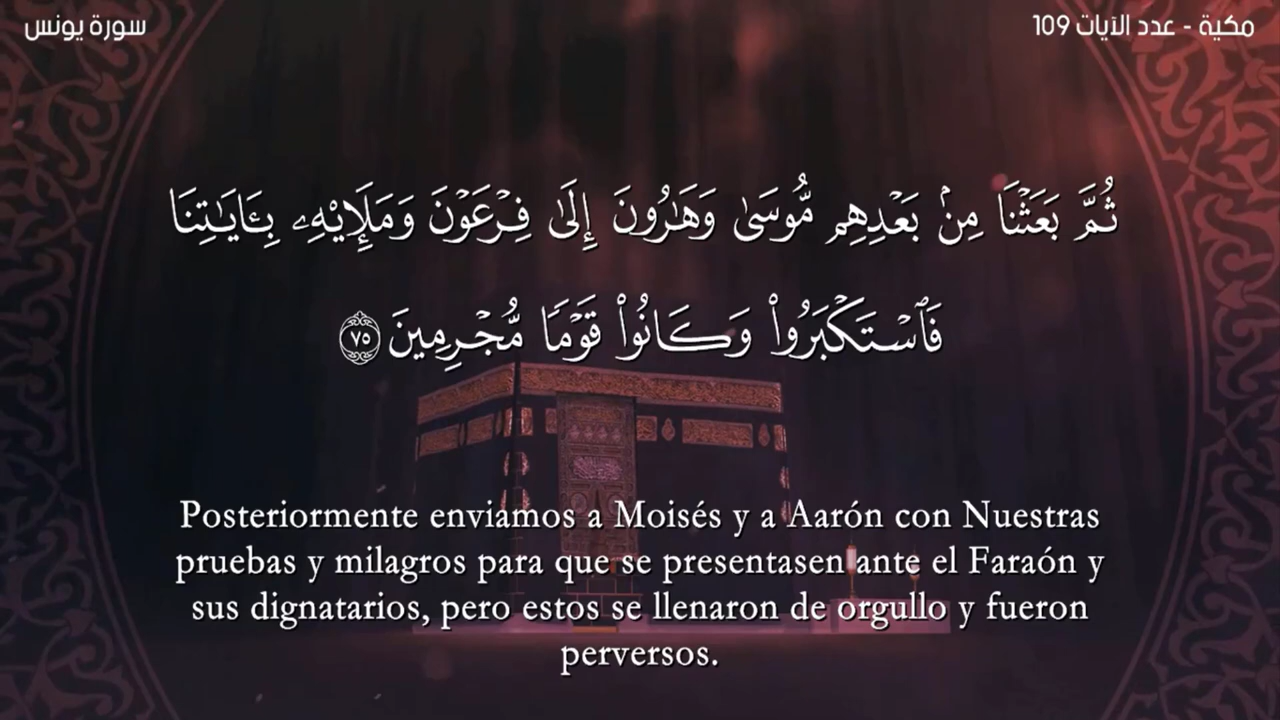 سورة يونس
مكية - عدد الآيات 109
ثُمَّ بَعَثۡنَا مِنۢ بَعۡدِهِم مُّوسَىٰ وَهَٰرُونَ إِلَىٰ فِرۡعَوۡنَ وَمَلَإِيْهِۦ بِـَٔايَٰتِنَا
فَٱسۡتَكۡبَرُواْ وَكَانُواْ قَوۡمٗا مُّجۡرِمِينَ ٧٥
Posteriormente enviamos a Moisés y a Aarón con Nuestras
pruebas y milagros para que se presentasen ante el Faraón y
sus dignatarios, pero estos se llenaron de orgullo y fueron
perversos.